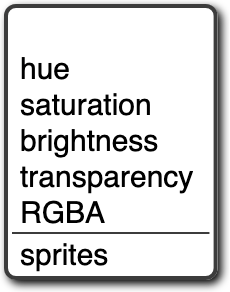 hue
saturation
brightness
transparency
RGBA
sprites